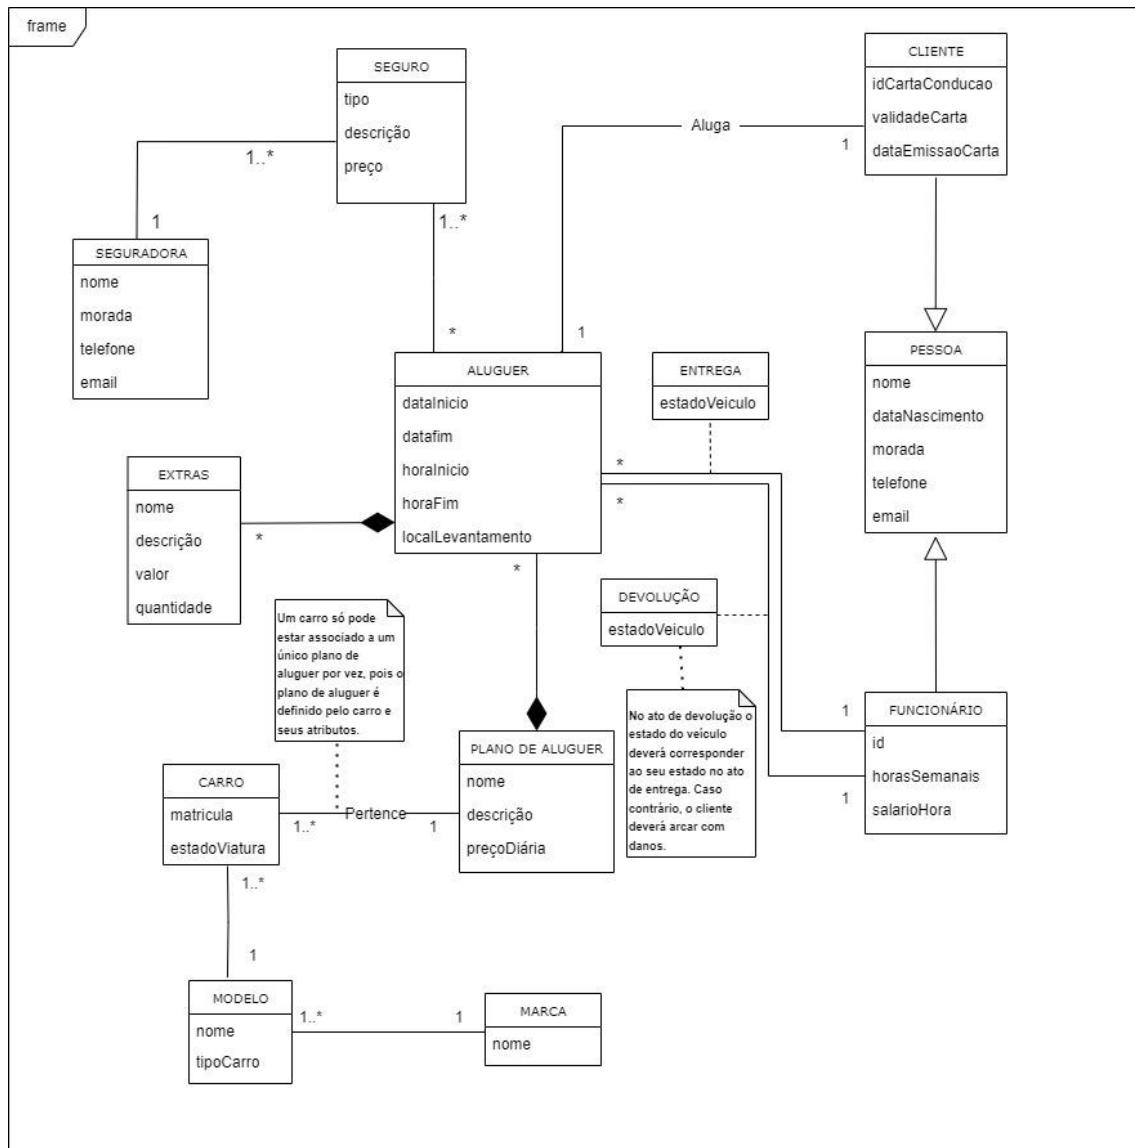 frame
SEGURO
tipo
descrição
preço
1..*
1..*
CLIENTE
idCartaConducao
validadeCarta
dataEmissaoCarta
Aluga
1
1
SEGURADORA
nome
morada
telefone
email
1
*
ALUGUER
dataInicio
datafim
horaInicio
horaFim
localLevantamento
*
*
*
ENTREGA
estadoVeiculo
PESSOA
nome
dataNascimento
morada
telefone
email
EXTRAS
nome
descrição
valor
quantidade
*
Um carro só pode
estar associado a um
único plano de
aluguer por vez, pois o
plano de aluguer é
definido pelo carro e
seus atributos.
DEVOLUÇÃO
estadoVeiculo
No ato de devolução o
estado do veículo
deverá corresponder
ao seu estado no ato
de entrega. Caso
contrário, o cliente
deverá arcar com
danos.
FUNCIONÁRIO
id
horasSemanais
salarioHora
1
1
PLANO DE ALUGUER
nome
descrição
preçoDiária
CARRO
matricula
estadoViatura
1..*
Pertence
1
1..*
1
MODELO
nome
tipoCarro
1..*
1
MARCA
nome